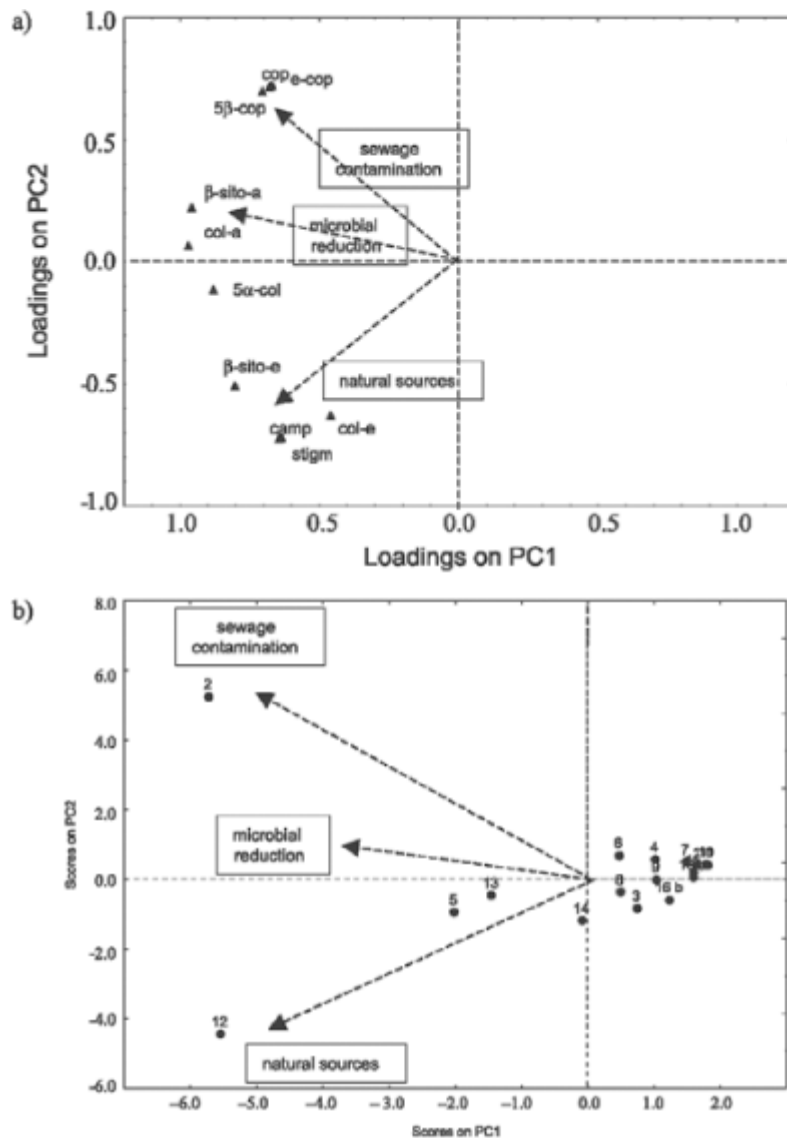 a)
1.0
0.5
0.0
-0.5
-1.0
Loadings on PC2
cop
e-cop
5β-cop
sewage
contamination
β-sito-a
microbial
reduction
col-a
5α-col
β-sito-e
natural sources
camp
col-e
stigm
1.0
0.5
0.0
0.5
1.0
Loadings on PC1
b)
8.0
6.0
4.0
2.0
0.0
-2.0
-4.0
-6.0
Scores on PC2
sewage
contamination
2
microbial
reduction
6
4
7
13
5
14
3
16 b
12
natural sources
-6.0
-5.0
-4.0
-3.0
-2.0
-1.0
0.0
1.0
2.0
Scores on PC1